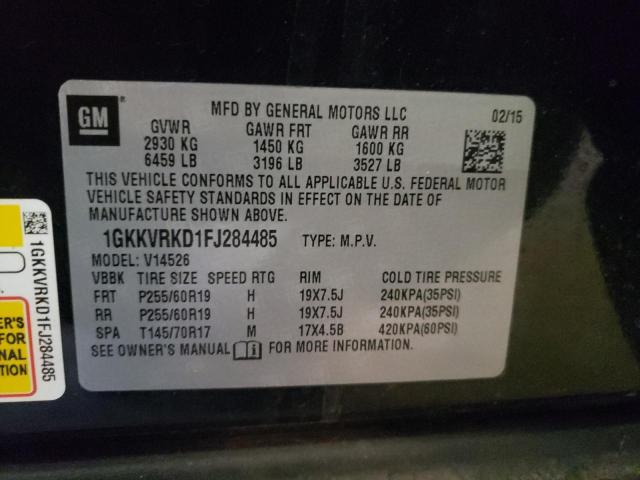 GM
MFD BY GENERAL MOTORS LLC
02/15
GVWR GAWR FRT GAWR RR
2930 KG 1450 KG 1600 KG
6459 LB 3196 LB 3527 LB
THIS VEHICLE CONFORMS TO ALL APPLICABLE U.S. FEDERAL MOTOR
VEHICLE SAFETY STANDARDS IN EFFECT ON THE DATE OF
MANUFACTURE SHOWN ABOVE.
1GKKVRKD1FJ284485 TYPE: M.P.V.
MODEL: V14526
VBBK TIRE SIZE SPEED RTG RIM COLD TIRE PRESSURE
FRT P255/60R19 H 19X7.5J 240KPA(35PSI)
RR P255/60R19 H 19X7.5J 240KPA(35PSI)
SPA T145/70R17 M 17X4.5B 420KPA(60PSI)
SEE OWNER'S MANUAL FOR MORE INFORMATION.
1GKKVRKD1FJ284485
ER'S
FOR
NAL
TION